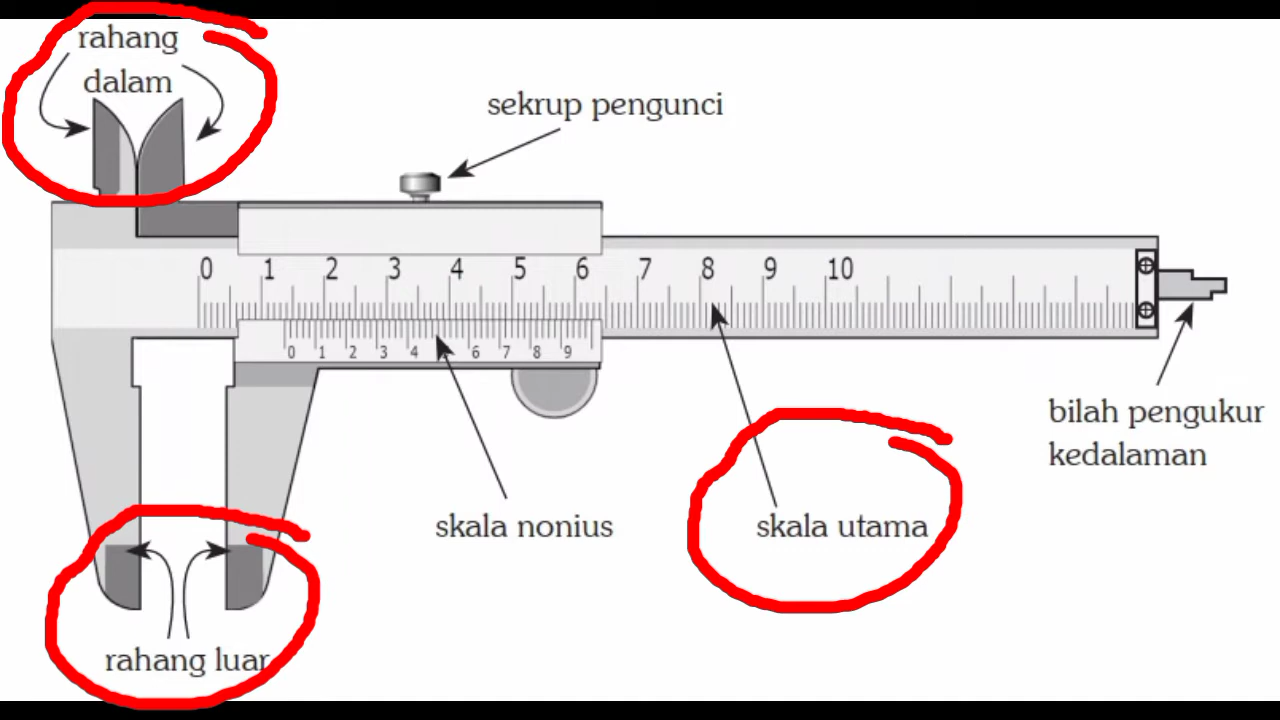 rahang
dalam
sekrup pengunci
0 1 2 3 4 5 6 7 8 9 10
0 1 2 3 4 6 7 8 9
bilah pengukur
kedalaman
skala nonius
skala utama
rahang luar